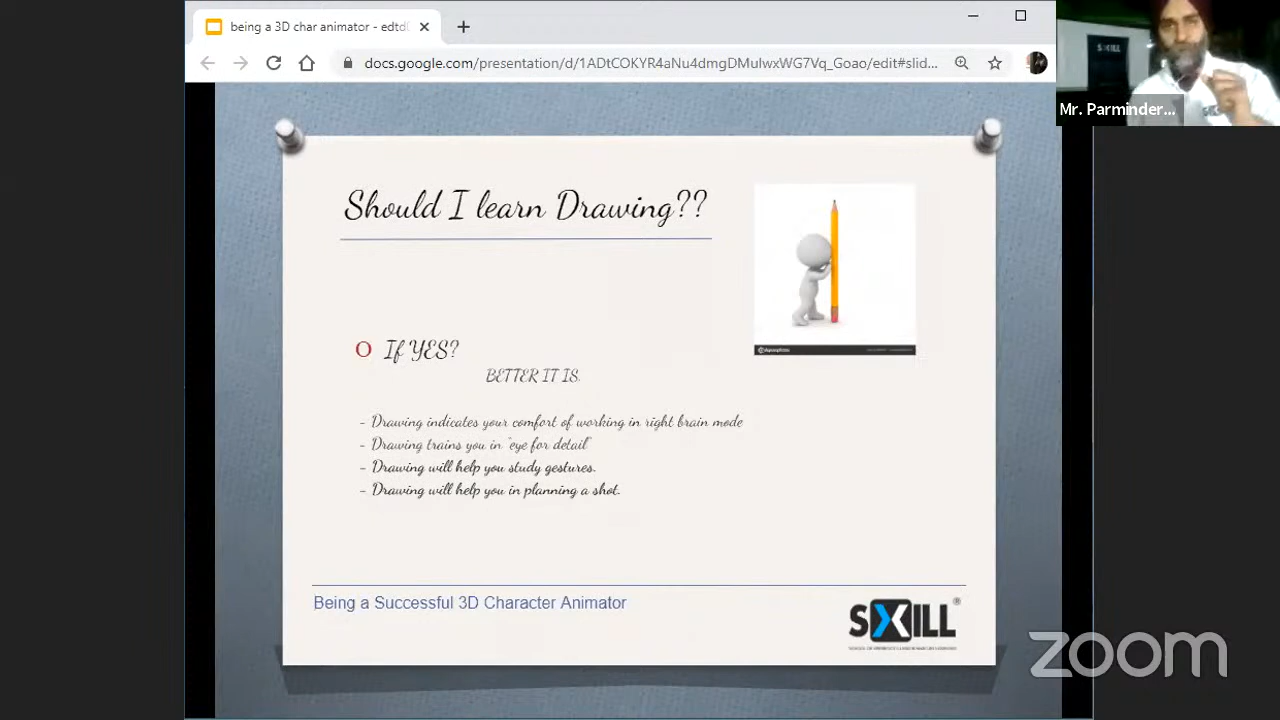 being a 3D char animator - edtd
docs.google.com/presentation/d/1ADtCOKYR4aNu4dmgDMulwxWG7Vq_Goao/edit#slid...
SXILL
Mr. Parminder...
Should I learn Drawing??
O If YES?
BETTER IT IS.
- Drawing indicates your comfort of working in right brain mode
- Drawing trains you in "eye for detail"
- Drawing will help you study gestures.
- Drawing will help you in planning a shot.
Being a Successful 3D Character Animator
SXILL®
zoom